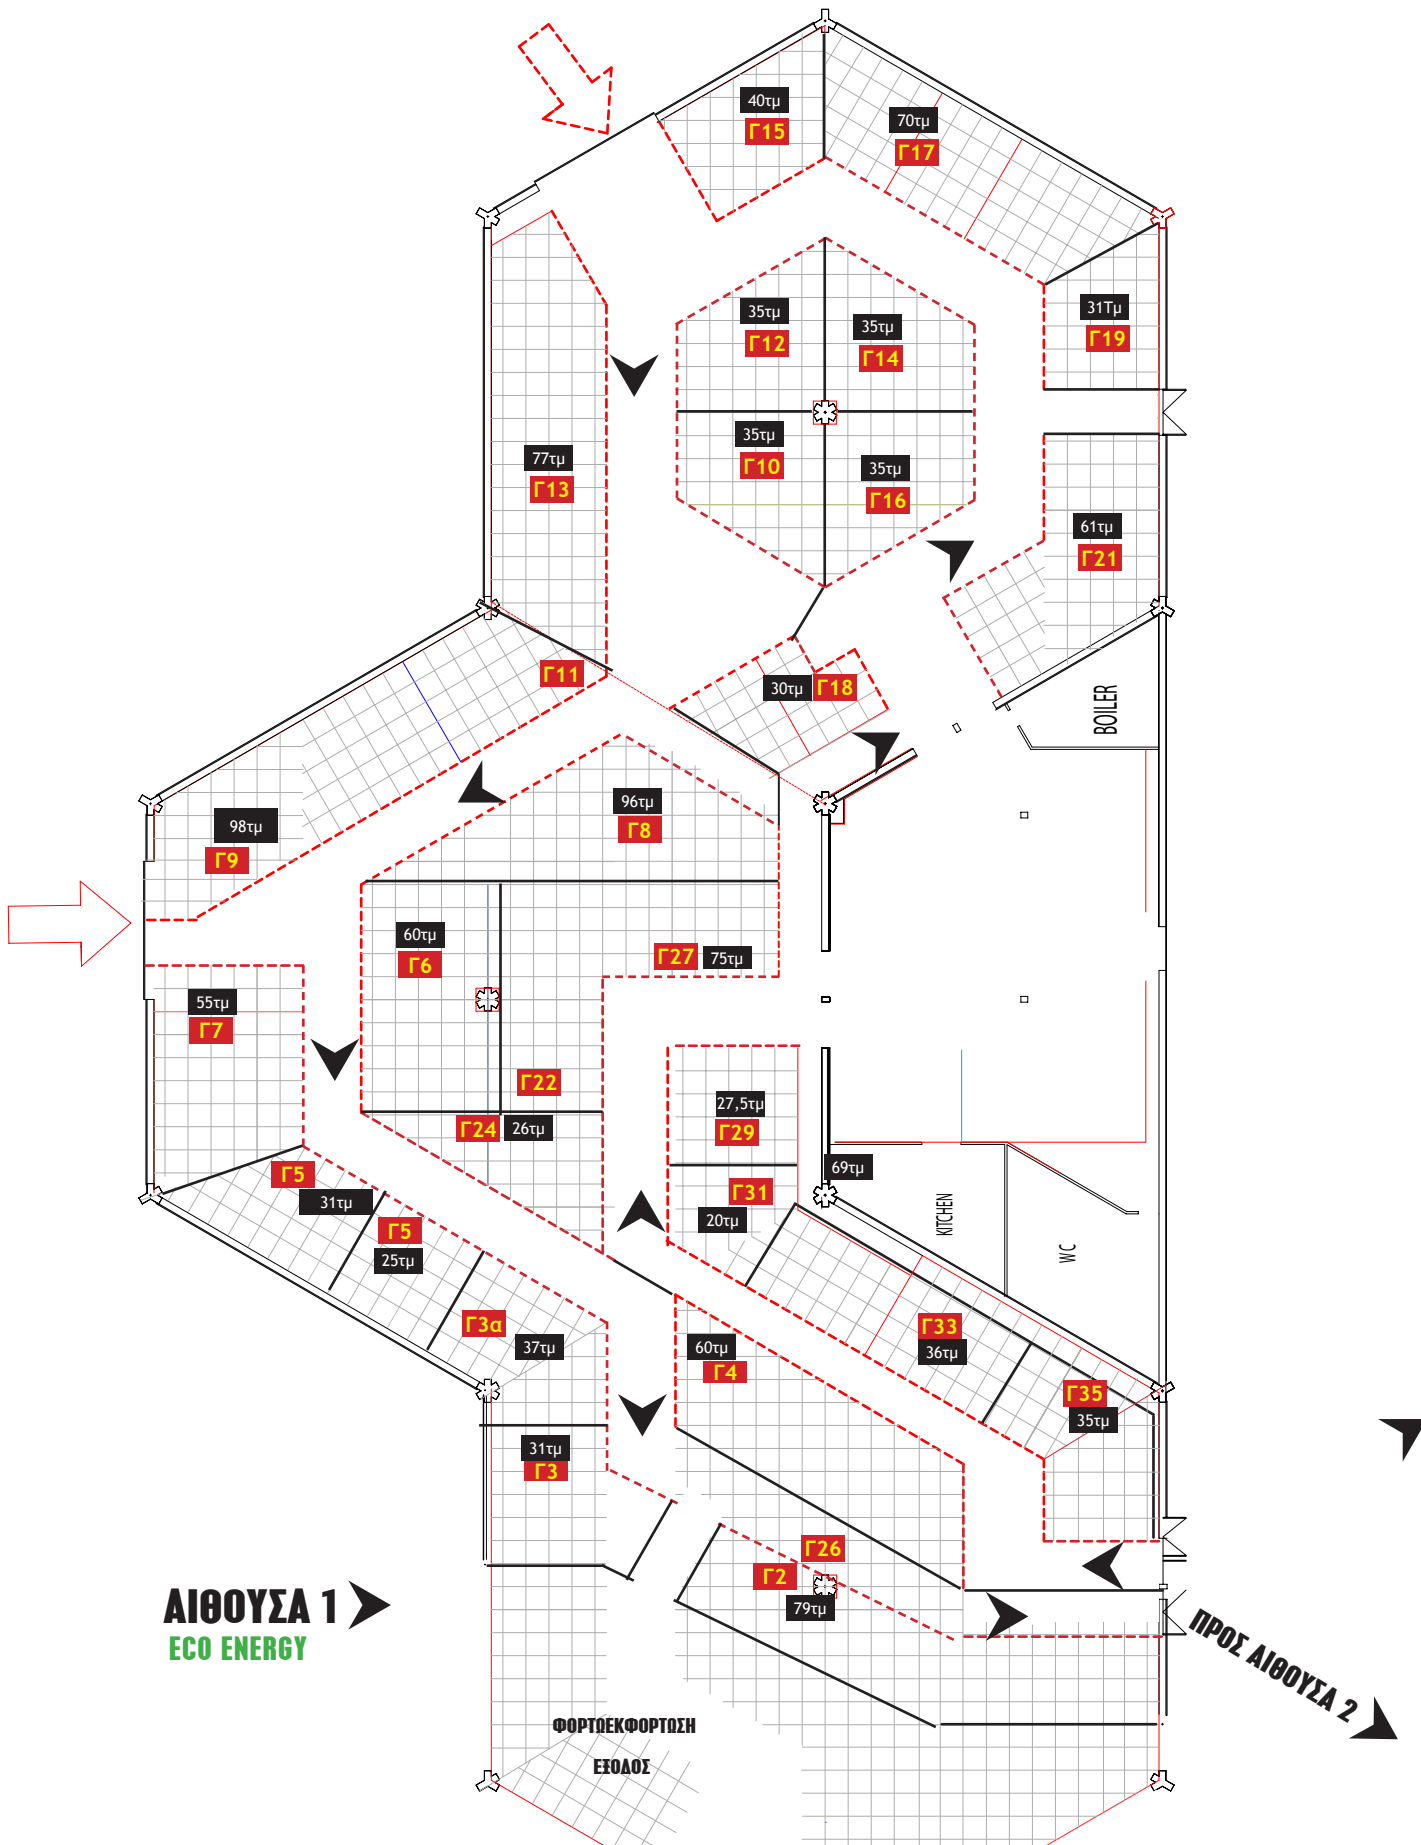 40τμ
Γ15
70τμ
Γ17
35τμ
Γ12
35τμ
Γ14
31Τμ
Γ19
35τμ
Γ10
35τμ
Γ16
77τμ
Γ13
61τμ
Γ21
Γ11
30τμ Γ18
BOILER
98τμ
Γ9
96τμ
Γ8
60τμ
Γ6
Γ27 75τμ
55τμ
Γ7
Γ22
Γ24 26τμ
27,5τμ
Γ29
69τμ
Γ5
31τμ
Γ31
20τμ
KITCHEN
WC
Γ5
25τμ
Γ3α
37τμ
Γ33
36τμ
60τμ
Γ4
Γ35
35τμ
31τμ
Γ3
Γ26
Γ2
79τμ
ΑΙΘΟΥΣΑ 1
ECO ENERGY
ΠΡΟΣ ΑΙΘΟΥΣΑ 2
ΦΟΡΤΩΕΚΦΟΡΤΩΣΗ
ΕΞΟΔΟΣ